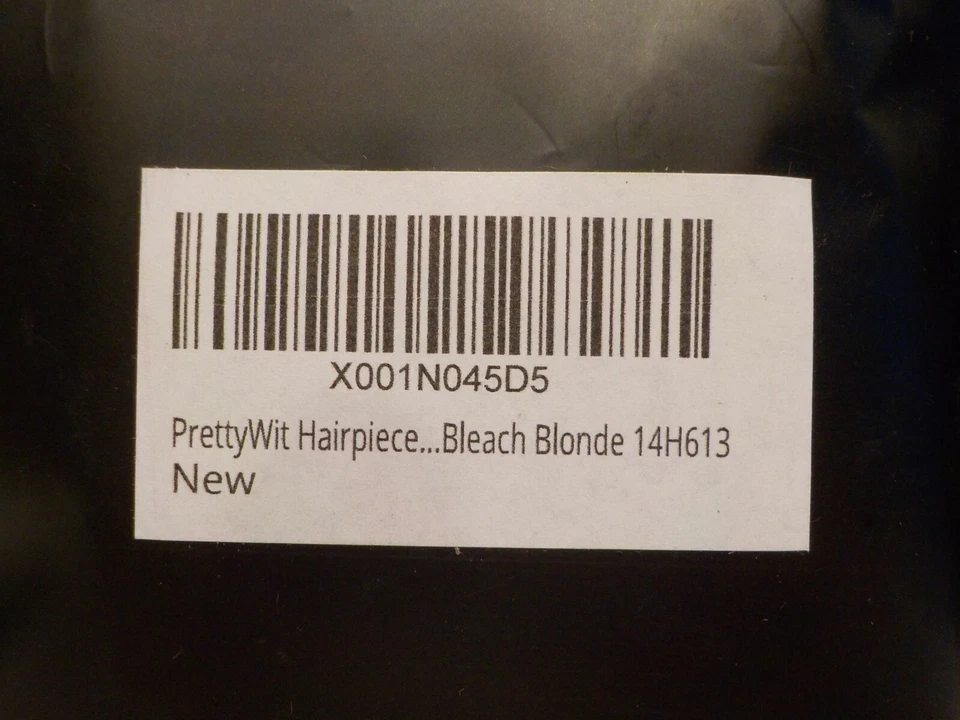 X001N045D5
PrettyWit Hairpiece...Bleach Blonde 14H613
New